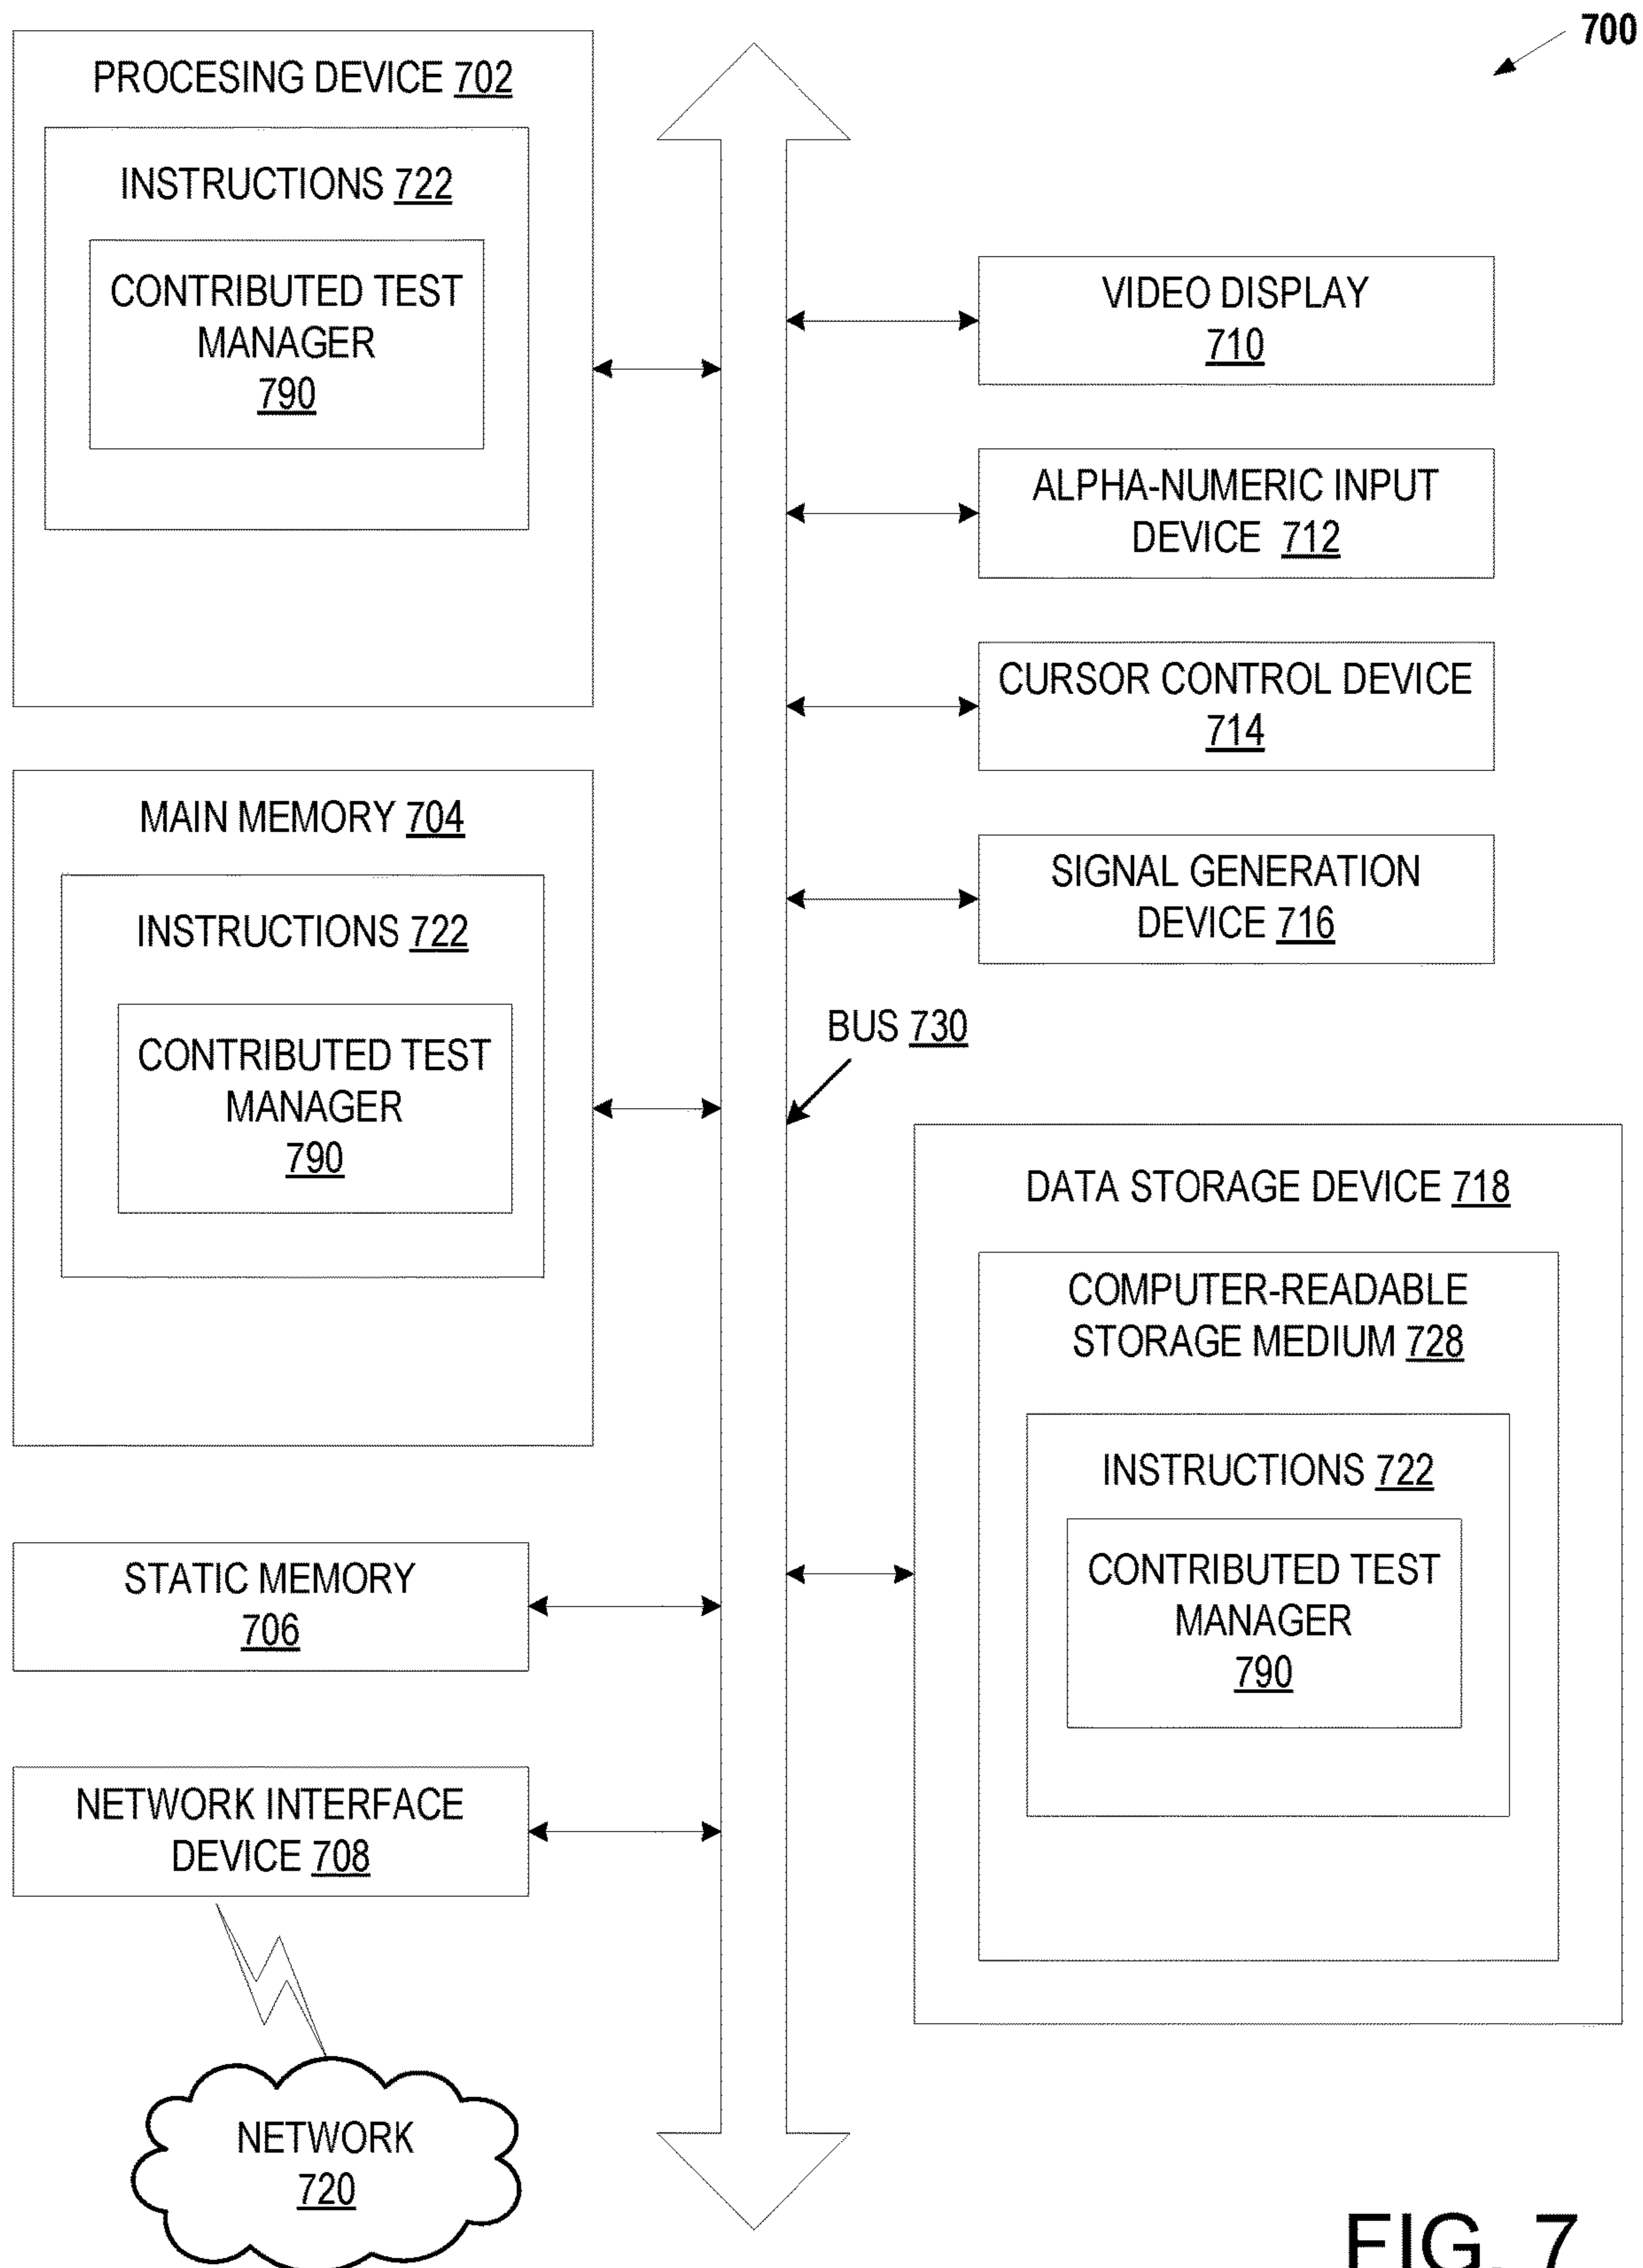 700
PROCESING DEVICE 702
INSTRUCTIONS 722
CONTRIBUTED TEST
MANAGER
790
MAIN MEMORY 704
INSTRUCTIONS 722
CONTRIBUTED TEST
MANAGER
790
STATIC MEMORY
706
NETWORK INTERFACE
DEVICE 708
NETWORK
720
VIDEO DISPLAY
710
ALPHA-NUMERIC INPUT
DEVICE 712
CURSOR CONTROL DEVICE
714
SIGNAL GENERATION
DEVICE 716
BUS 730
DATA STORAGE DEVICE 718
COMPUTER-READABLE
STORAGE MEDIUM 728
INSTRUCTIONS 722
CONTRIBUTED TEST
MANAGER
790
FIG. 7